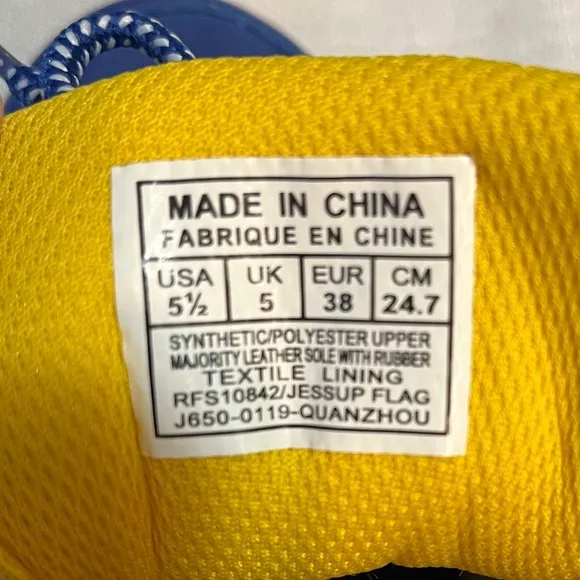 MADE IN CHINA
FABRIQUE EN CHINE
USA UK EUR CM
5½ 5 38 24.7
SYNTHETIC/POLYESTER UPPER
MAJORITY LEATHER SOLE WITH RUBBER
TEXTILE LINING
RFS10842/JESSUP FLAG
J650-0119-QUANZHOU